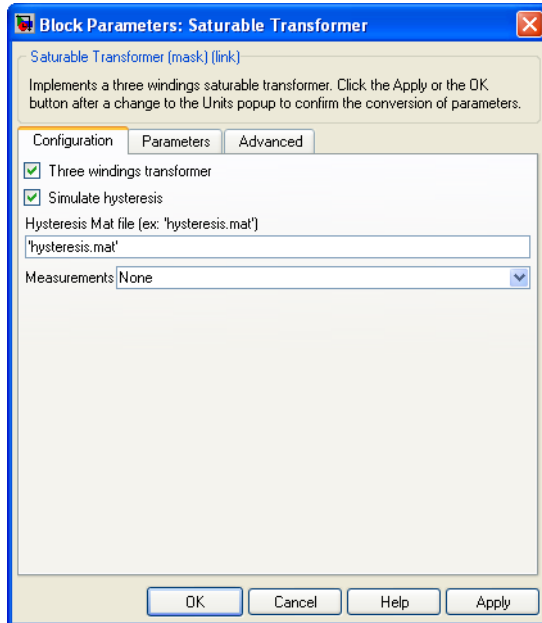 Block Parameters: Saturable Transformer
Saturable Transformer (mask) (link)
Implements a three windings saturable transformer. Click the Apply or the OK
button after a change to the Units popup to confirm the conversion of parameters.
Configuration Parameters Advanced
Three windings transformer
Simulate hysteresis
Hysteresis Mat file (ex: 'hysteresis.mat')
'hysteresis.mat'
Measurements None
OK Cancel Help Apply